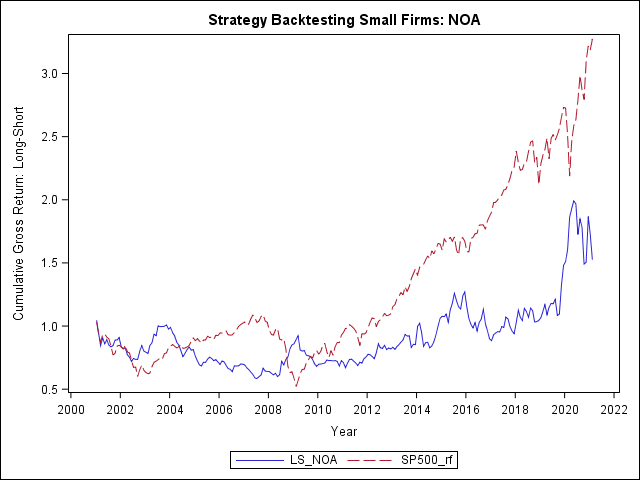 Strategy Backtesting Small Firms: NOA
Cumulative Gross Return: Long-Short
3.0
2.5
2.0
1.5
1.0
0.5
2000 2002 2004 2006 2008 2010 2012 2014 2016 2018 2020 2022
Year
LS_NOA SP500_rf